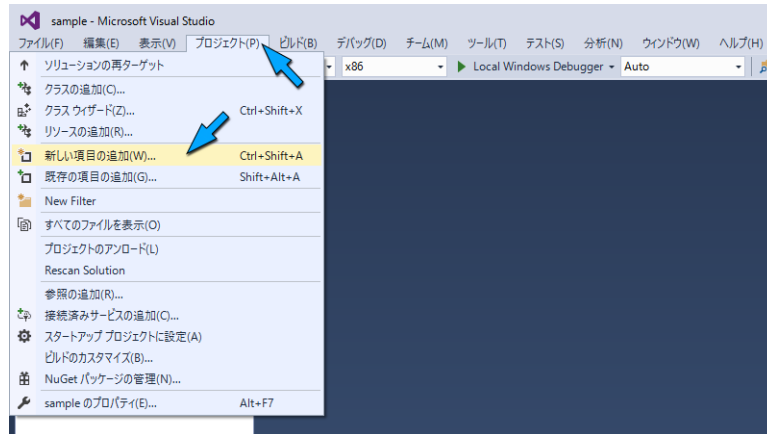 sample - Microsoft Visual Studio
ファイル(F) 編集(E) 表示(V) プロジェクト(P) ビルド(B) デバッグ(D) チーム(M) ツール(T) テスト(S) 分析(N) ウィンドウ(W) ヘルプ(H)
ソリューションの再ターゲット
x86 Local Windows Debugger Auto
クラスの追加(C)...
クラス ウィザード(Z)... Ctrl+Shift+X
リソースの追加(R)...
新しい項目の追加(W)... Ctrl+Shift+A
既存の項目の追加(G)... Shift+Alt+A
New Filter
すべてのファイルを表示(O)
プロジェクトのアンロード(L)
Rescan Solution
参照の追加(R)...
接続済みサービスの追加(C)...
スタートアップ プロジェクトに設定(A)
ビルドのカスタマイズ(B)...
NuGet パッケージの管理(N)...
sample のプロパティ(E)... Alt+F7